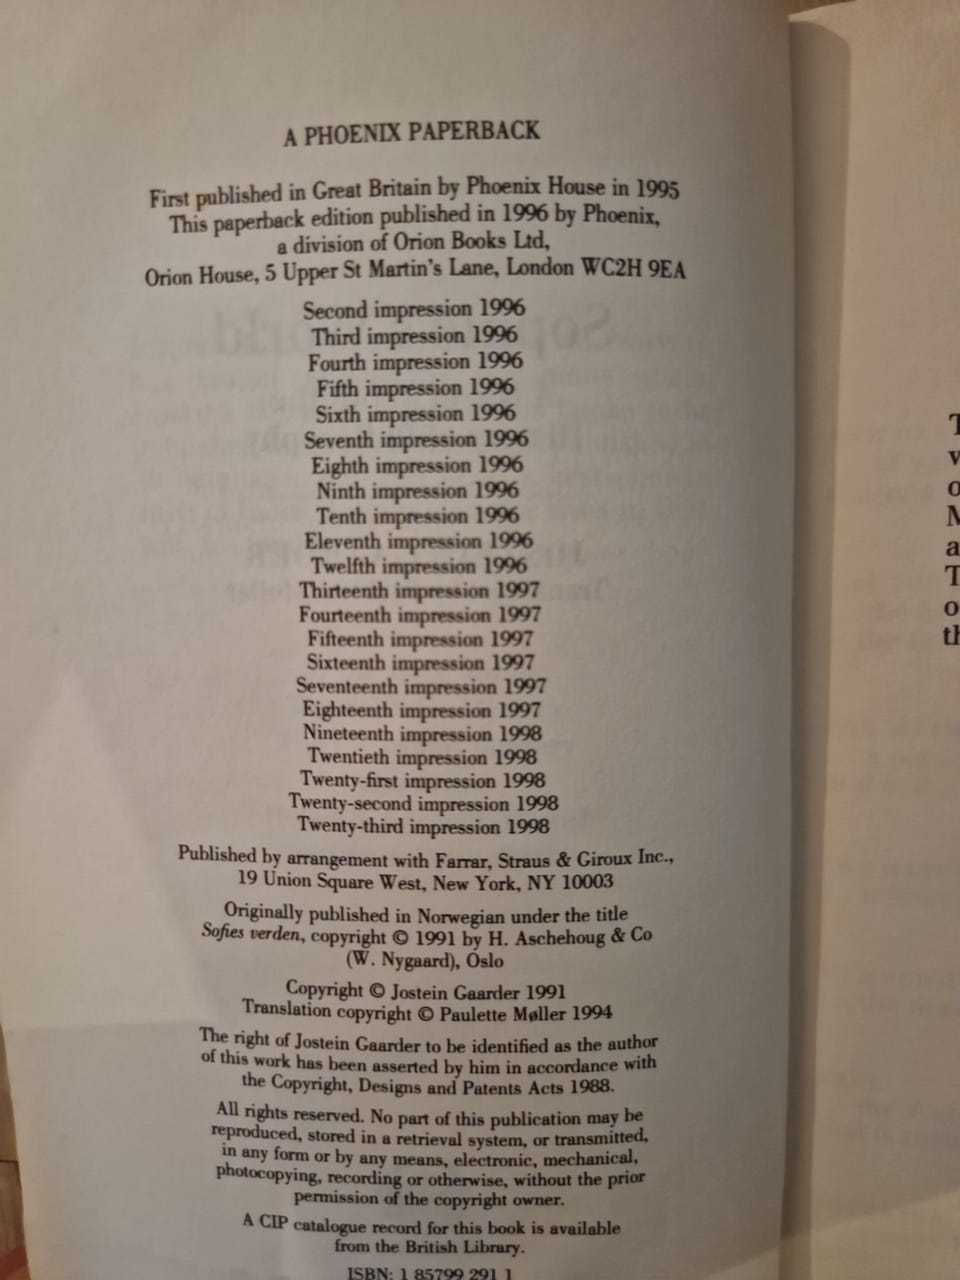 A PHOENIX PAPERBACK
First published in Great Britain by Phoenix House in 1995
This paperback edition published in 1996 by Phoenix,
a division of Orion Books Ltd,
Orion House, 5 Upper St Martin's Lane, London WC2H 9EA
Second impression 1996
Third impression 1996
Fourth impression 1996
Fifth impression 1996
Sixth impression 1996
Seventh impression 1996
Eighth impression 1996
Ninth impression 1996
Tenth impression 1996
Eleventh impression 1996
Twelfth impression 1996
Thirteenth impression 1997
Fourteenth impression 1997
Fifteenth impression 1997
Sixteenth impression 1997
Seventeenth impression 1997
Eighteenth impression 1997
Nineteenth impression 1998
Twentieth impression 1998
Twenty-first impression 1998
Twenty-second impression 1998
Twenty-third impression 1998
Published by arrangement with Farrar, Straus & Giroux Inc.,
19 Union Square West, New York, NY 10003
Originally published in Norwegian under the title
Sofies verden, copyright © 1991 by H. Aschehoug & Co
(W. Nygaard), Oslo
Copyright © Jostein Gaarder 1991
Translation copyright © Paulette Møller 1994
The right of Jostein Gaarder to be identified as the author
of this work has been asserted by him in accordance with
the Copyright, Designs and Patents Acts 1988.
All rights reserved. No part of this publication may be
reproduced, stored in a retrieval system, or transmitted,
in any form or by any means, electronic, mechanical,
photocopying, recording or otherwise, without the prior
permission of the copyright owner.
A CIP catalogue record for this book is available
from the British Library.
ISBN: 1 85799 291 1